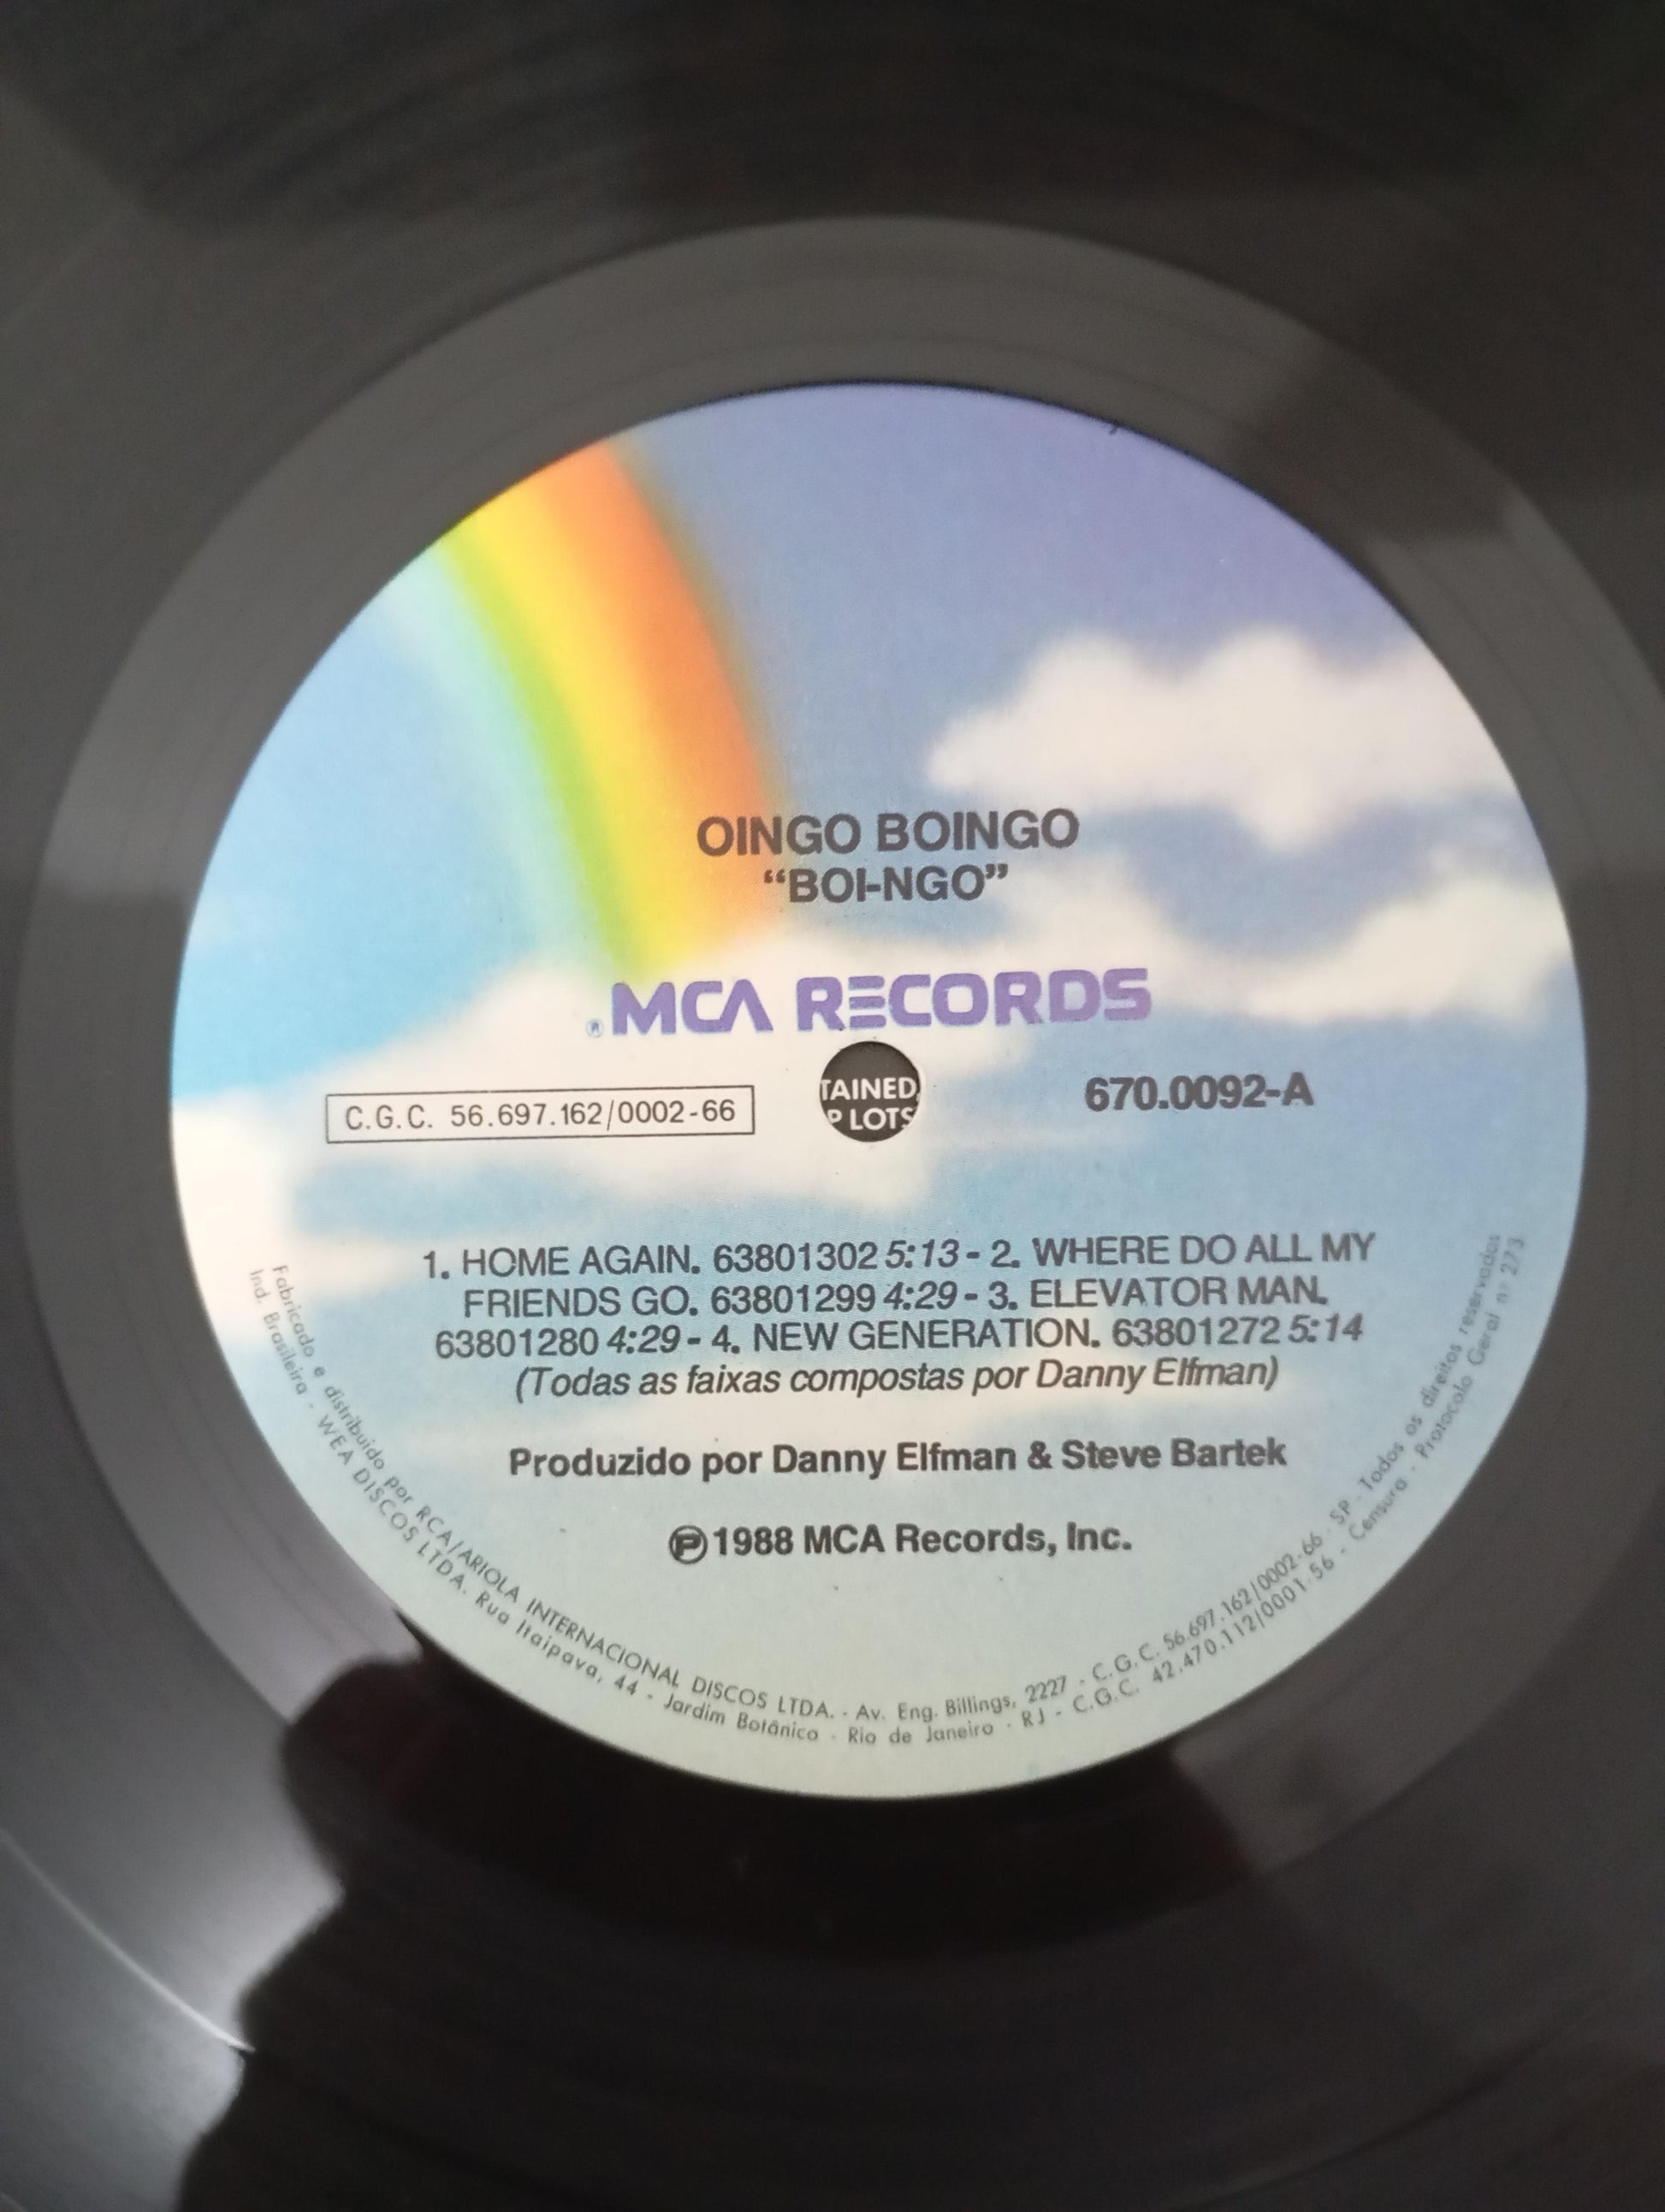 OINGO BOINGO
“BOI-NGO”
® MCA RECORDS
C.G.C. 56.697.162/0002-66
TAINED
P LOTS
670.0092-A
1. HOME AGAIN. 63801302 5:13 - 2. WHERE DO ALL MY
FRIENDS GO. 63801299 4:29 - 3. ELEVATOR MAN.
63801280 4:29 - 4. NEW GENERATION. 63801272 5:14
(Todas as faixas compostas por Danny Elfman)
Produzido por Danny Elfman & Steve Bartek
Ⓟ 1988 MCA Records, Inc.
Fabricado e distribuido por RCA/ARIOLA INTERNACIONAL DISCOS LTDA. - Av. Eng. Billings, 2227 - C.G.C. 56.697.162/0002-66 - SP - Todos os direitos reservados
Ind. Brasileira - WEA DISCOS LTDA. Rua Itaipava, 44 - Jardim Botânico - Rio de Janeiro - RJ - C.G.C. 42.470.112/0001-56 - Censura - Protocolo Geral nº 273